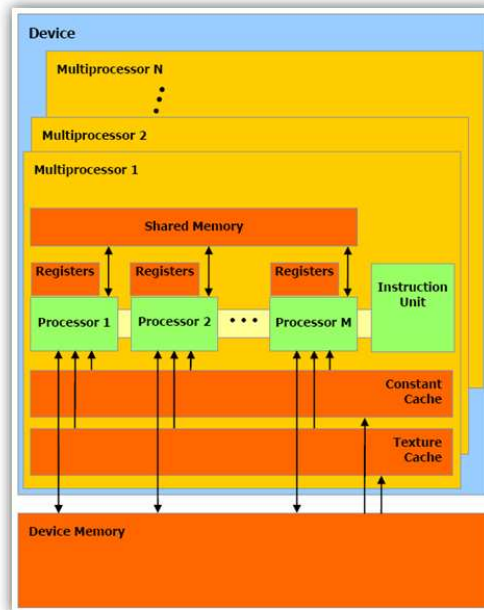 Device
Multiprocessor N
Multiprocessor 2
Multiprocessor 1
Shared Memory
Registers
Registers
Registers
Processor 1
Processor 2
Processor M
Instruction
Unit
Constant
Cache
Texture
Cache
Device Memory